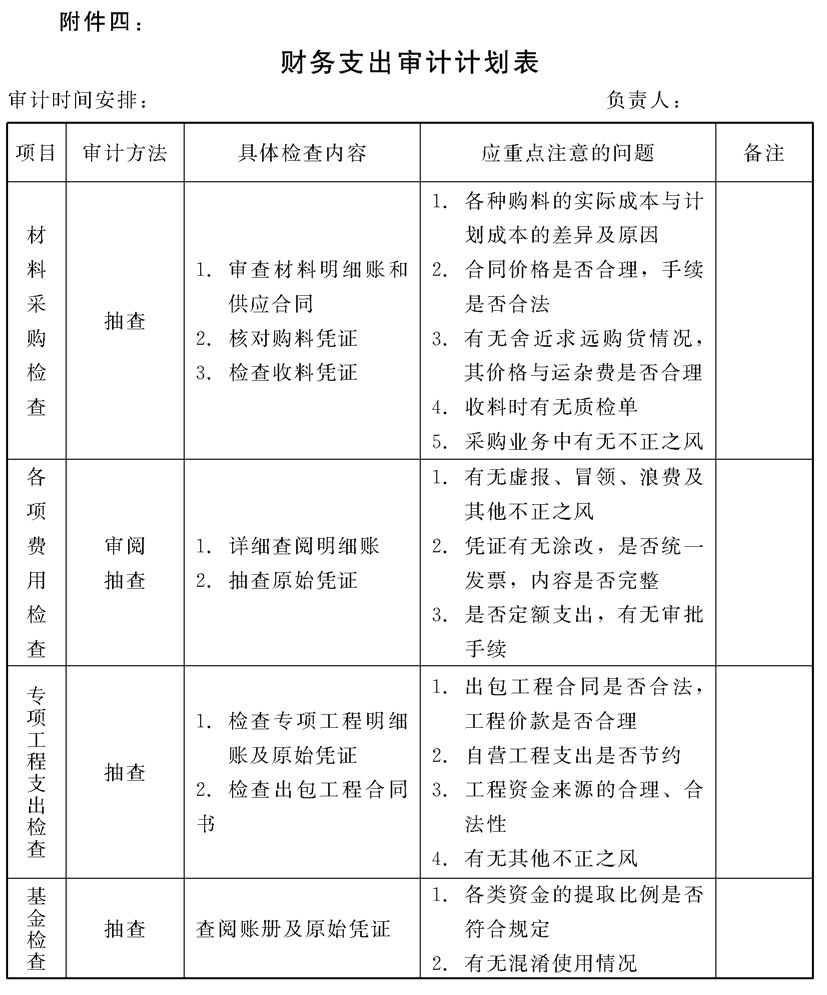 附件四：
财务支出审计计划表
审计时间安排： 负责人：
项目 审计方法 具体检查内容 应重点注意的问题 备注
材料采购检查
抽查
1. 审查材料明细账和
供应合同
2. 核对购料凭证
3. 检查收料凭证
1. 各种购料的实际成本与计
划成本的差异及原因
2. 合同价格是否合理，手续
是否合法
3. 有无舍近求远购货情况，
其价格与运杂费是否合理
4. 收料时有无质检单
5. 采购业务中有无不正之风
各项费用检查
审阅
抽查
1. 详细查阅明细账
2. 抽查原始凭证
1. 有无虚报、冒领、浪费及
其他不正之风
2. 凭证有无涂改，是否统一
发票，内容是否完整
3. 是否定额支出，有无审批
手续
专项工程支出检查
抽查
1. 检查专项工程明细
账及原始凭证
2. 检查出包工程合同
书
1. 出包工程合同是否合法，
工程价款是否合理
2. 自营工程支出是否节约
3. 工程资金来源的合理、合
法性
4. 有无其他不正之风
基金检查
抽查
查阅账册及原始凭证
1. 各类资金的提取比例是否
符合规定
2. 有无混淆使用情况